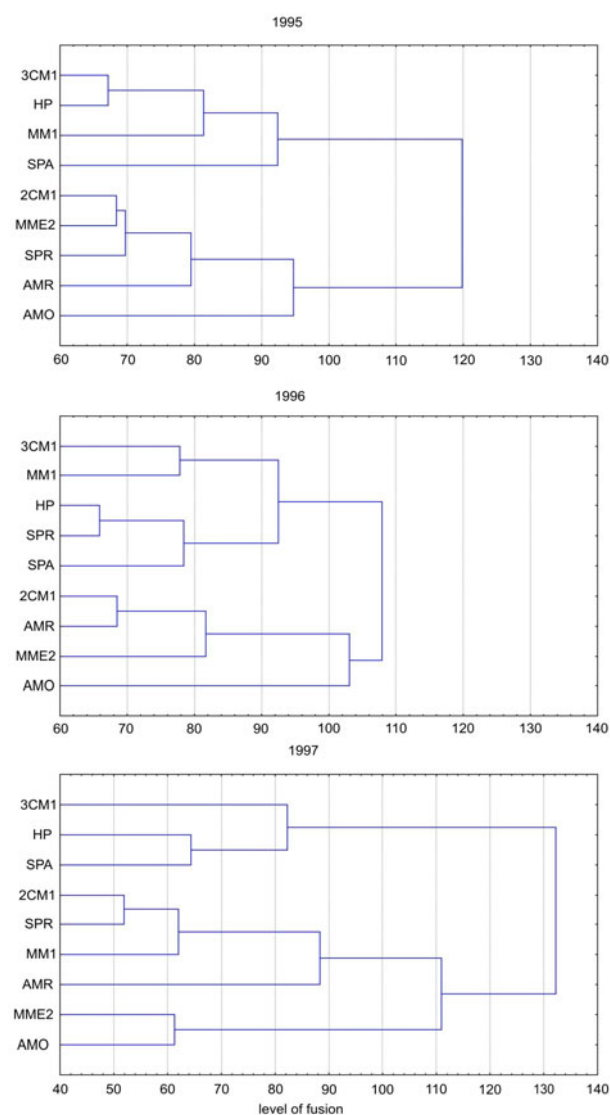 1995
3CM1
HP
MM1
SPA
2CM1
MME2
SPR
AMR
AMO
60 70 80 90 100 110 120 130 140
1996
3CM1
MM1
HP
SPR
SPA
2CM1
AMR
MME2
AMO
60 70 80 90 100 110 120 130 140
1997
3CM1
HP
SPA
2CM1
SPR
MM1
AMR
MME2
AMO
40 50 60 70 80 90 100 110 120 130 140
level of fusion